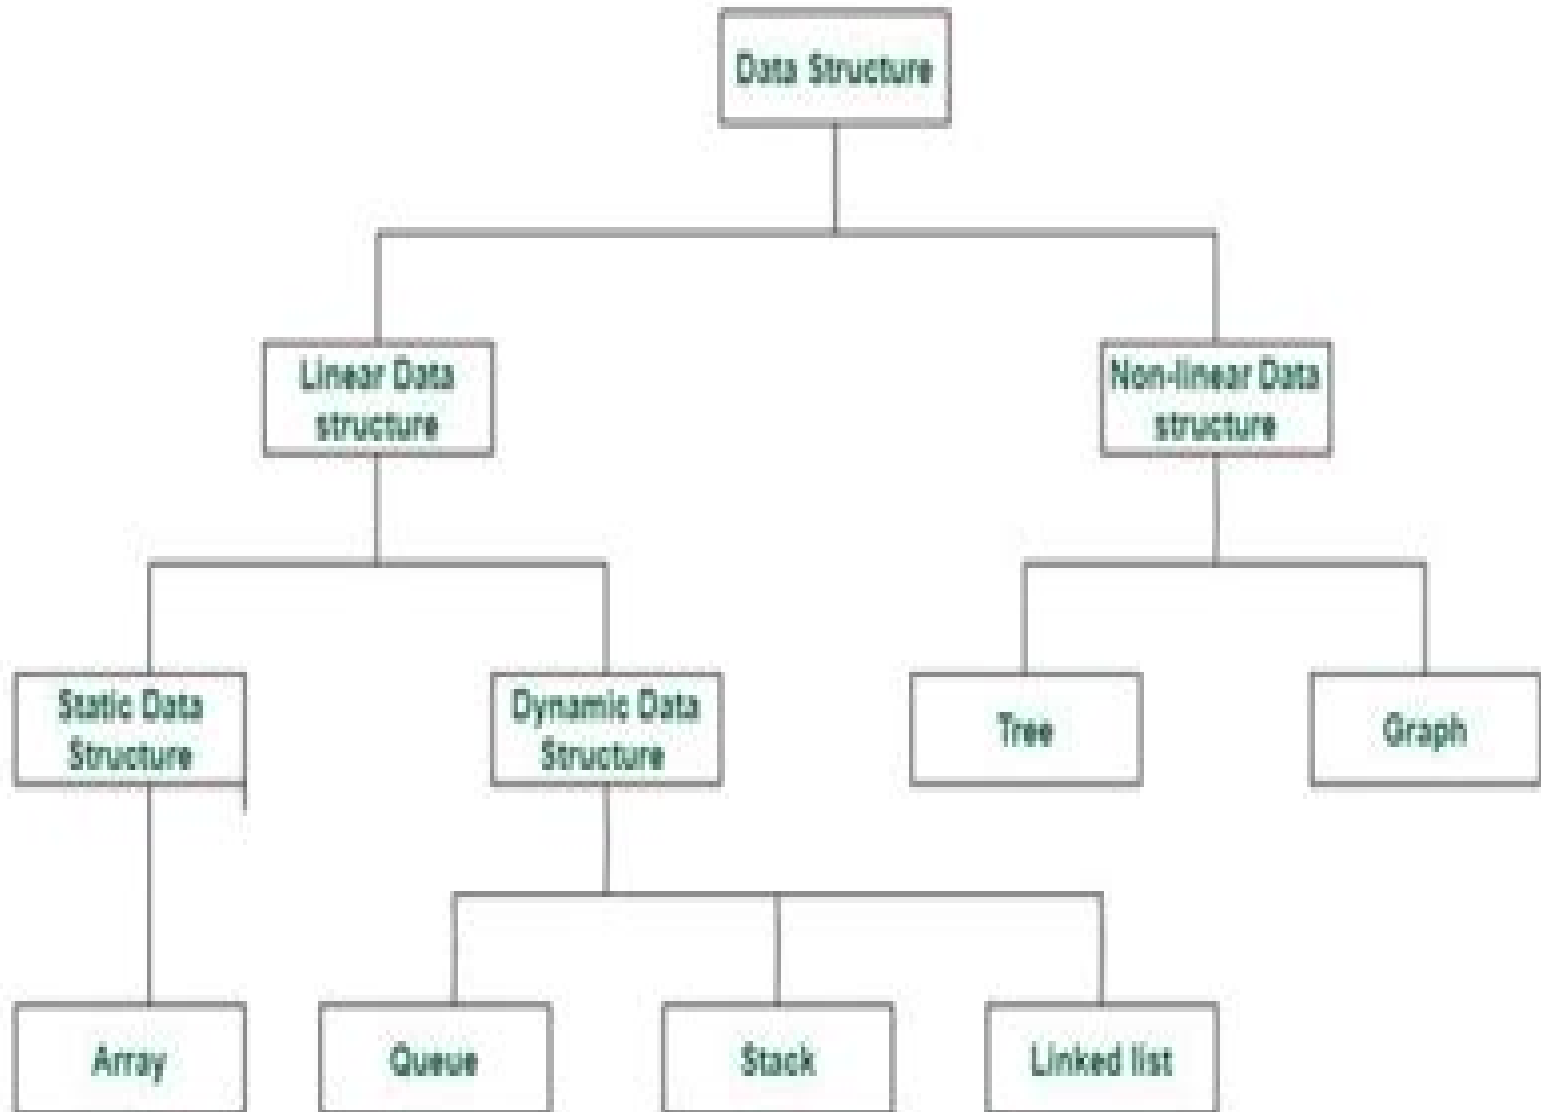 Data Structure
Linear Data
structure
Non-linear Data
structure
Static Data
Structure
Dynamic Data
Structure
Tree
Graph
Array
Queue
Stack
Linked list